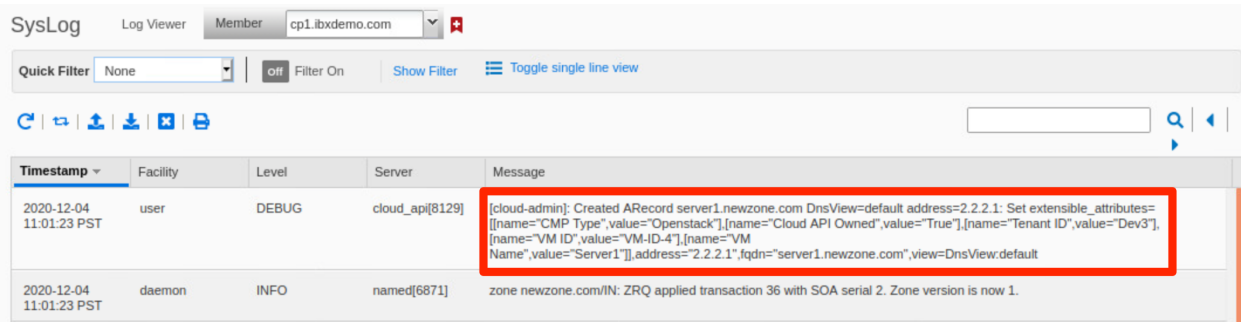 SysLog Log Viewer Member cp1.ibxdemo.com
Quick Filter None Off Filter On Show Filter Toggle single line view
Timestamp Facility Level Server Message
2020-12-04 11:01:23 PST user DEBUG cloud_api[8129]
[cloud-admin]: Created ARecord server1.newzone.com DnsView=default address=2.2.2.1: Set extensible_attributes=
[[name="CMP Type",value="Openstack"],[name="Cloud API Owned",value="True"],[name="Tenant ID",value="Dev3"],
[name="VM ID",value="VM-ID-4"],[name="VM
Name",value="Server1"]],address="2.2.2.1",fqdn="server1.newzone.com",view=DnsView:default
2020-12-04 11:01:23 PST daemon INFO named[6871] zone newzone.com/IN: ZRQ applied transaction 36 with SOA serial 2. Zone version is now 1.